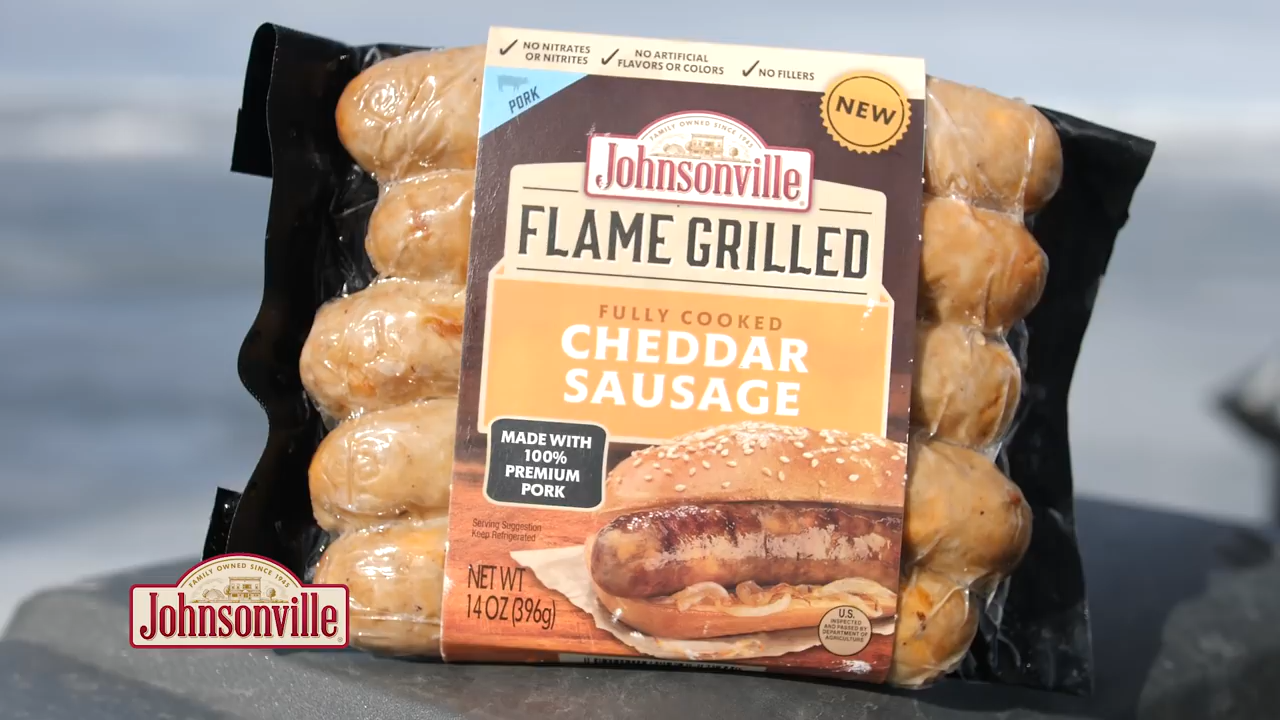 NO NITRATES
OR NITRITES
NO ARTIFICIAL
FLAVORS OR COLORS
NO FILLERS
PORK
NEW
FAMILY OWNED SINCE 1945
Johnsonville
FLAME GRILLED
FULLY COOKED
CHEDDAR
SAUSAGE
MADE WITH
100%
PREMIUM
PORK
Serving Suggestion
Keep Refrigerated
NET WT
14 OZ (396g)
U.S.
INSPECTED
AND PASSED BY
DEPARTMENT OF
AGRICULTURE
FAMILY OWNED SINCE 1945
Johnsonville